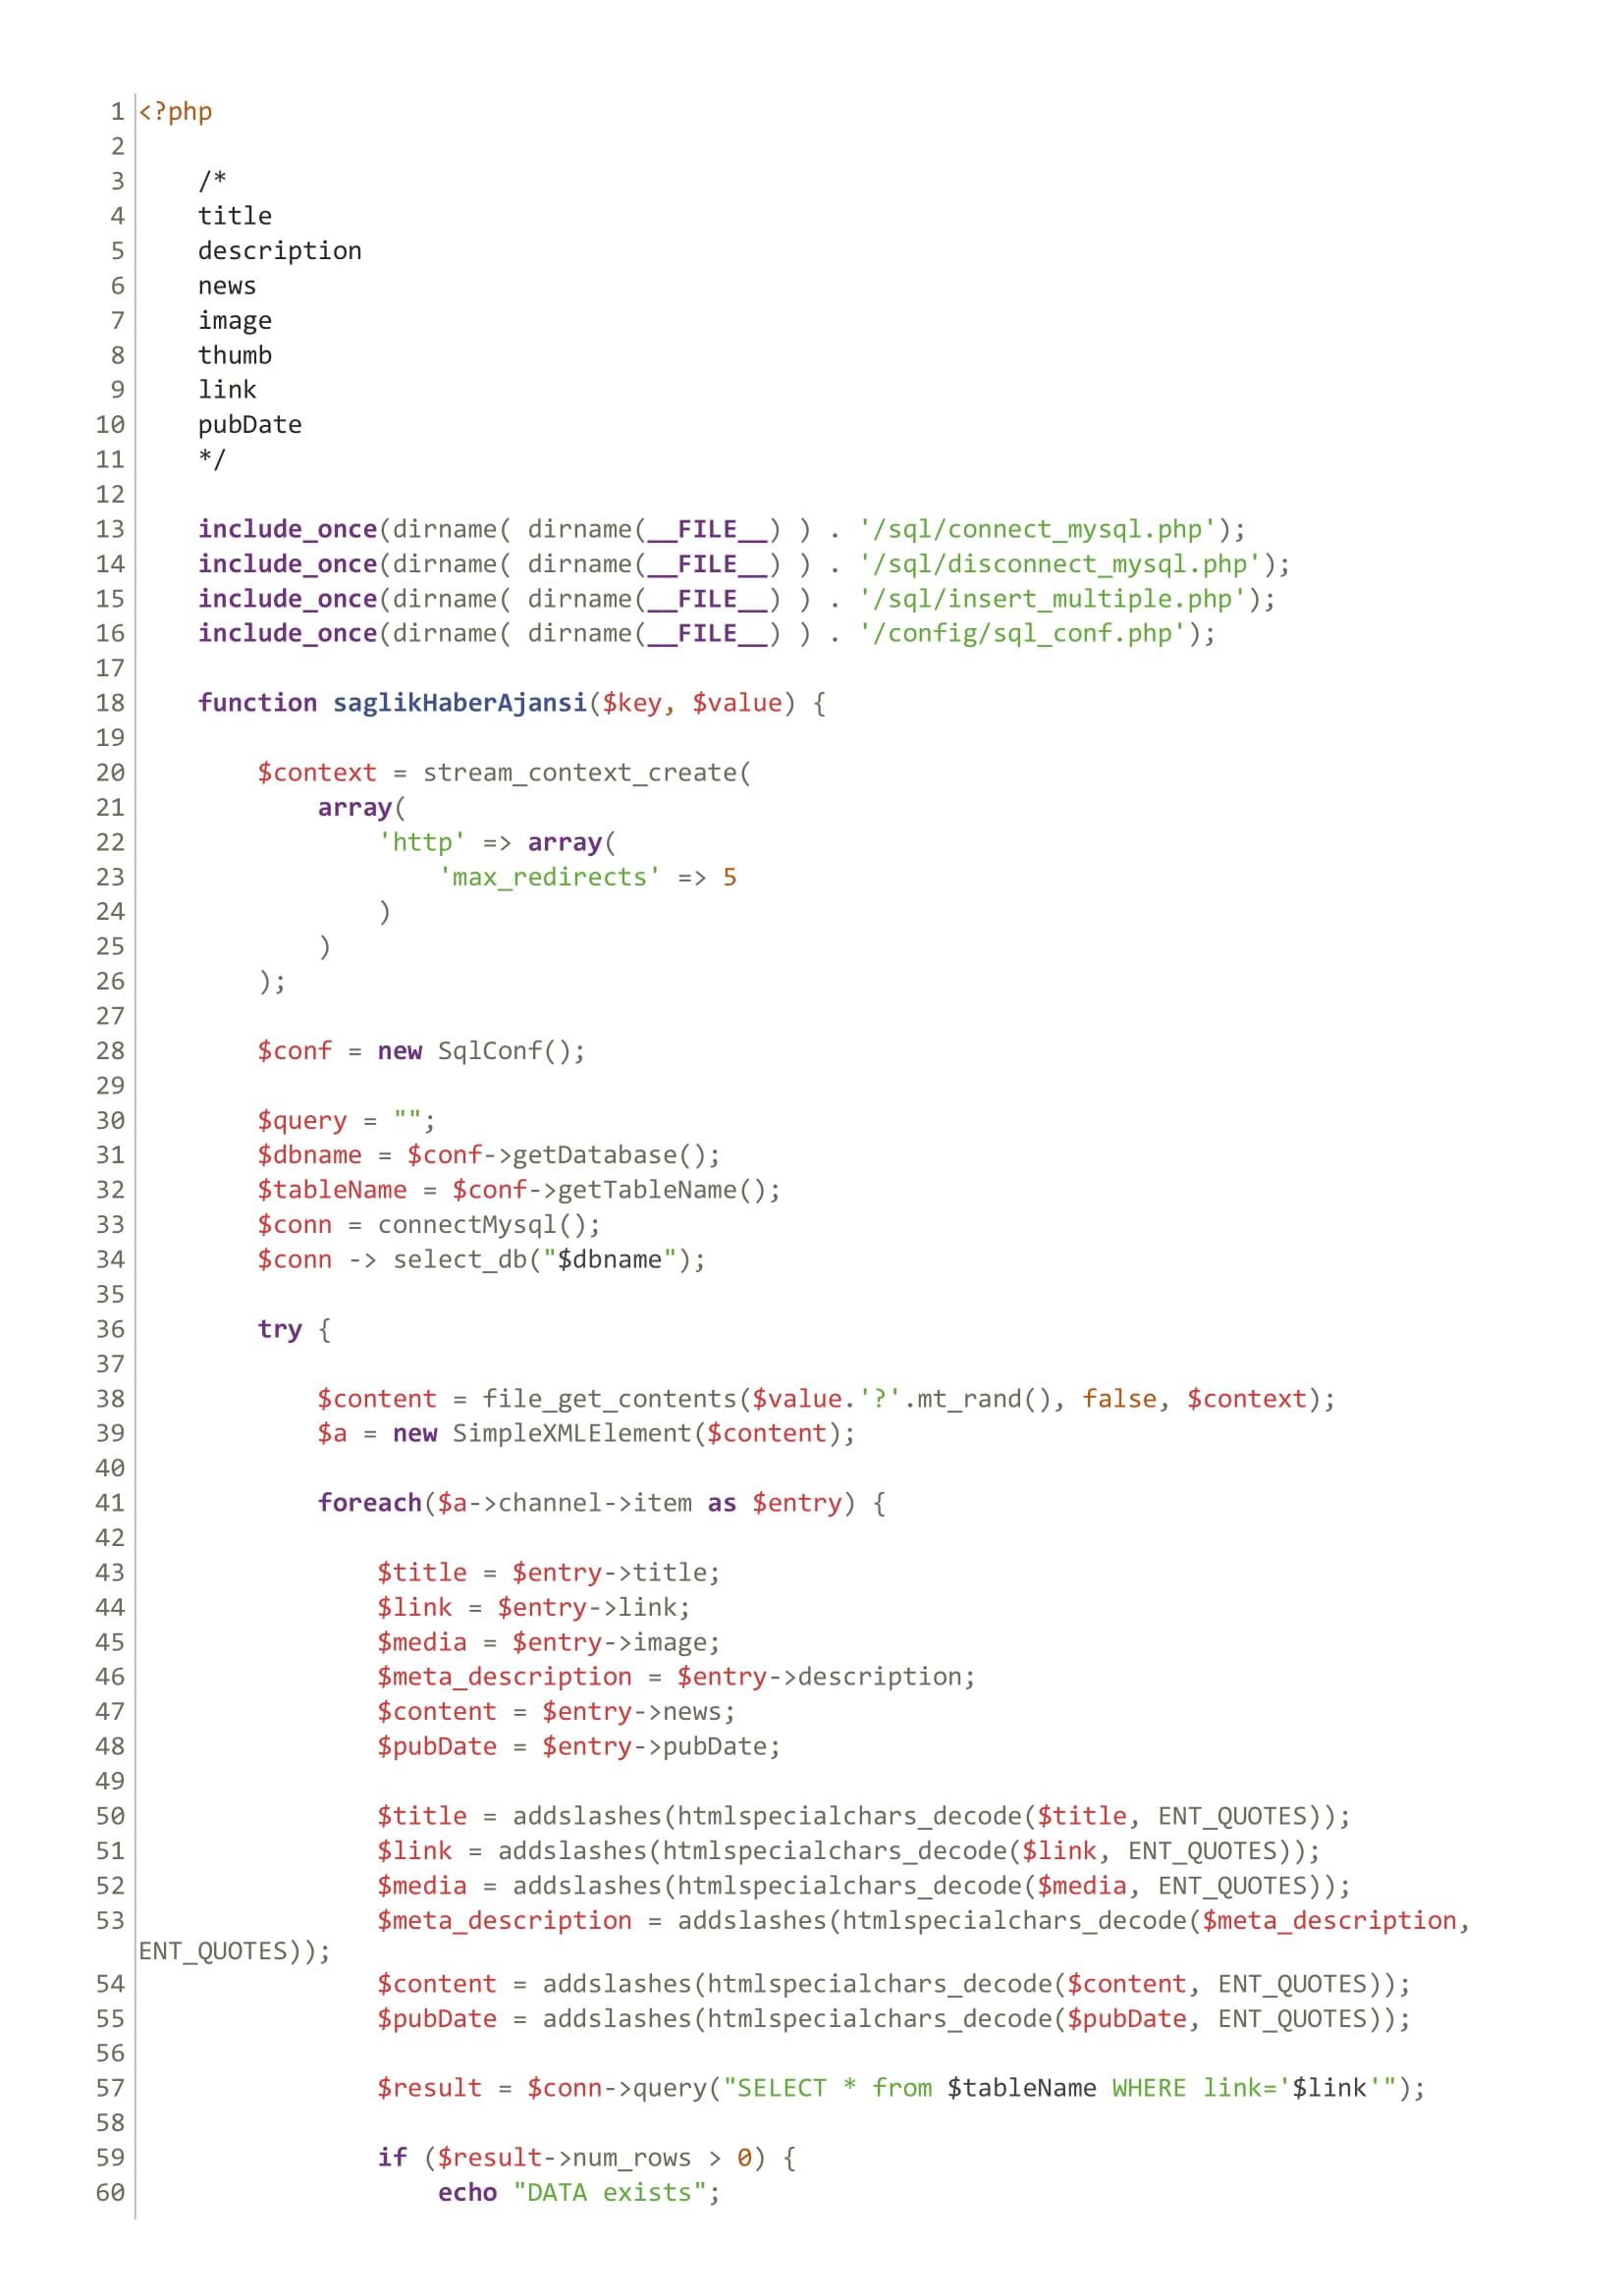 1 <?php
2
3     /*
4     title
5     description
6     news
7     image
8     thumb
9     link
10     pubDate
11     */
12
13     include_once(dirname( dirname(__FILE__) ) . '/sql/connect_mysql.php');
14     include_once(dirname( dirname(__FILE__) ) . '/sql/disconnect_mysql.php');
15     include_once(dirname( dirname(__FILE__) ) . '/sql/insert_multiple.php');
16     include_once(dirname( dirname(__FILE__) ) . '/config/sql_conf.php');
17
18     function saglikHaberAjansi($key, $value) {
19
20         $context = stream_context_create(
21             array(
22                 'http' => array(
23                     'max_redirects' => 5
24                 )
25             )
26         );
27
28         $conf = new SqlConf();
29
30         $query = "";
31         $dbname = $conf->getDatabase();
32         $tableName = $conf->getTableName();
33         $conn = connectMysql();
34         $conn -> select_db("$dbname");
35
36         try {
37
38             $content = file_get_contents($value.'?'.mt_rand(), false, $context);
39             $a = new SimpleXMLElement($content);
40
41             foreach($a->channel->item as $entry) {
42
43                 $title = $entry->title;
44                 $link = $entry->link;
45                 $media = $entry->image;
46                 $meta_description = $entry->description;
47                 $content = $entry->news;
48                 $pubDate = $entry->pubDate;
49
50                 $title = addslashes(htmlspecialchars_decode($title, ENT_QUOTES));
51                 $link = addslashes(htmlspecialchars_decode($link, ENT_QUOTES));
52                 $media = addslashes(htmlspecialchars_decode($media, ENT_QUOTES));
53                 $meta_description = addslashes(htmlspecialchars_decode($meta_description,
ENT_QUOTES));
54                 $content = addslashes(htmlspecialchars_decode($content, ENT_QUOTES));
55                 $pubDate = addslashes(htmlspecialchars_decode($pubDate, ENT_QUOTES));
56
57                 $result = $conn->query("SELECT * from $tableName WHERE link='$link'");
58
59                 if ($result->num_rows > 0) {
60                     echo "DATA exists";